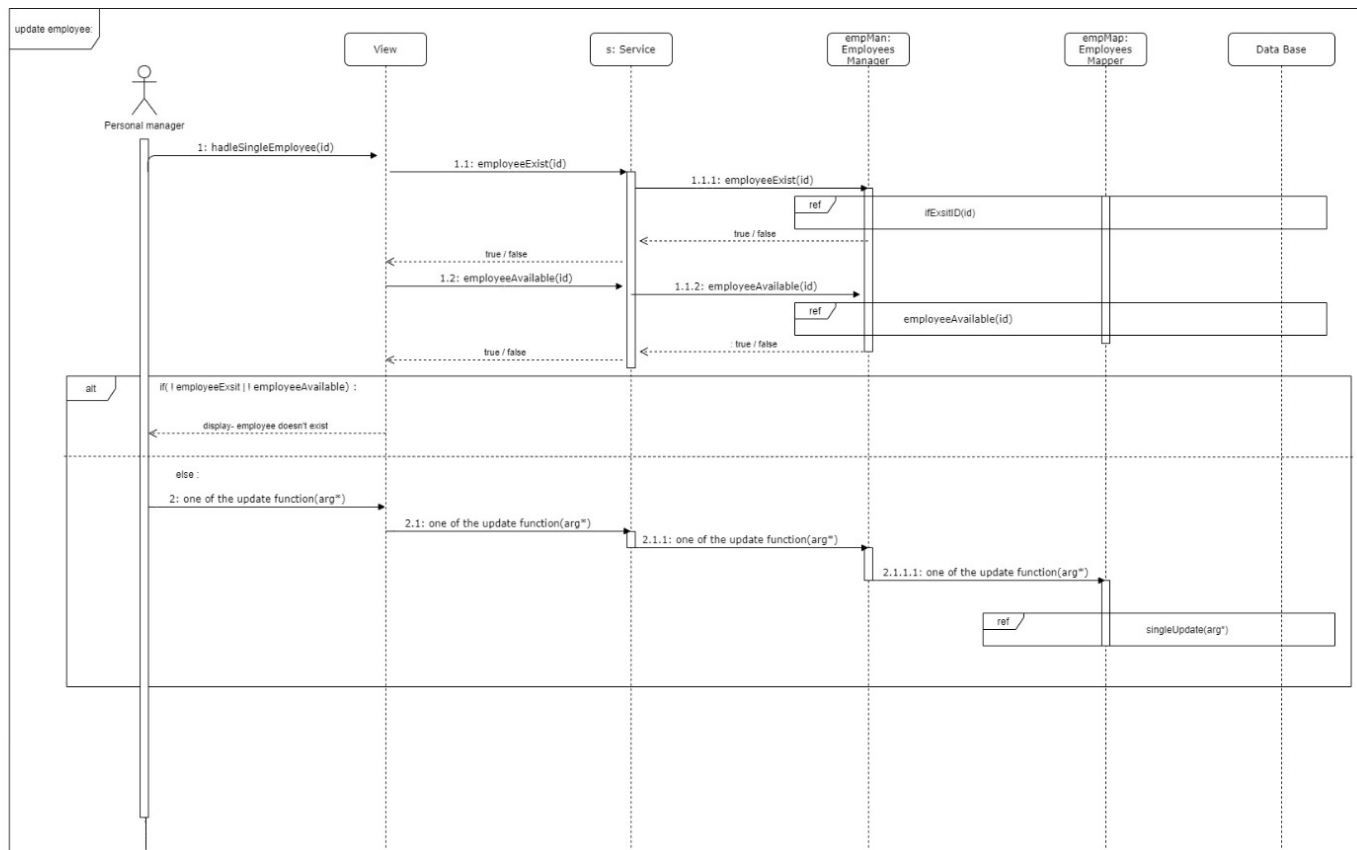 update employee:
View
s: Service
empMan:
Employees
Manager
empMap:
Employees
Mapper
Data Base
Personal manager
1: hadleSingleEmployee(id)
1.1: employeeExist(id)
1.1.1: employeeExist(id)
ref
ifExsitID(id)
true / false
true / false
1.2: employeeAvailable(id)
1.1.2: employeeAvailable(id)
ref
employeeAvailable(id)
: true / false
true / false
alt
if( ! employeeExsit | ! employeeAvailable) :
display- employee doesn't exist
else :
2: one of the update function(arg*)
2.1: one of the update function(arg*)
2.1.1: one of the update function(arg*)
2.1.1.1: one of the update function(arg*)
ref
singleUpdate(arg*)